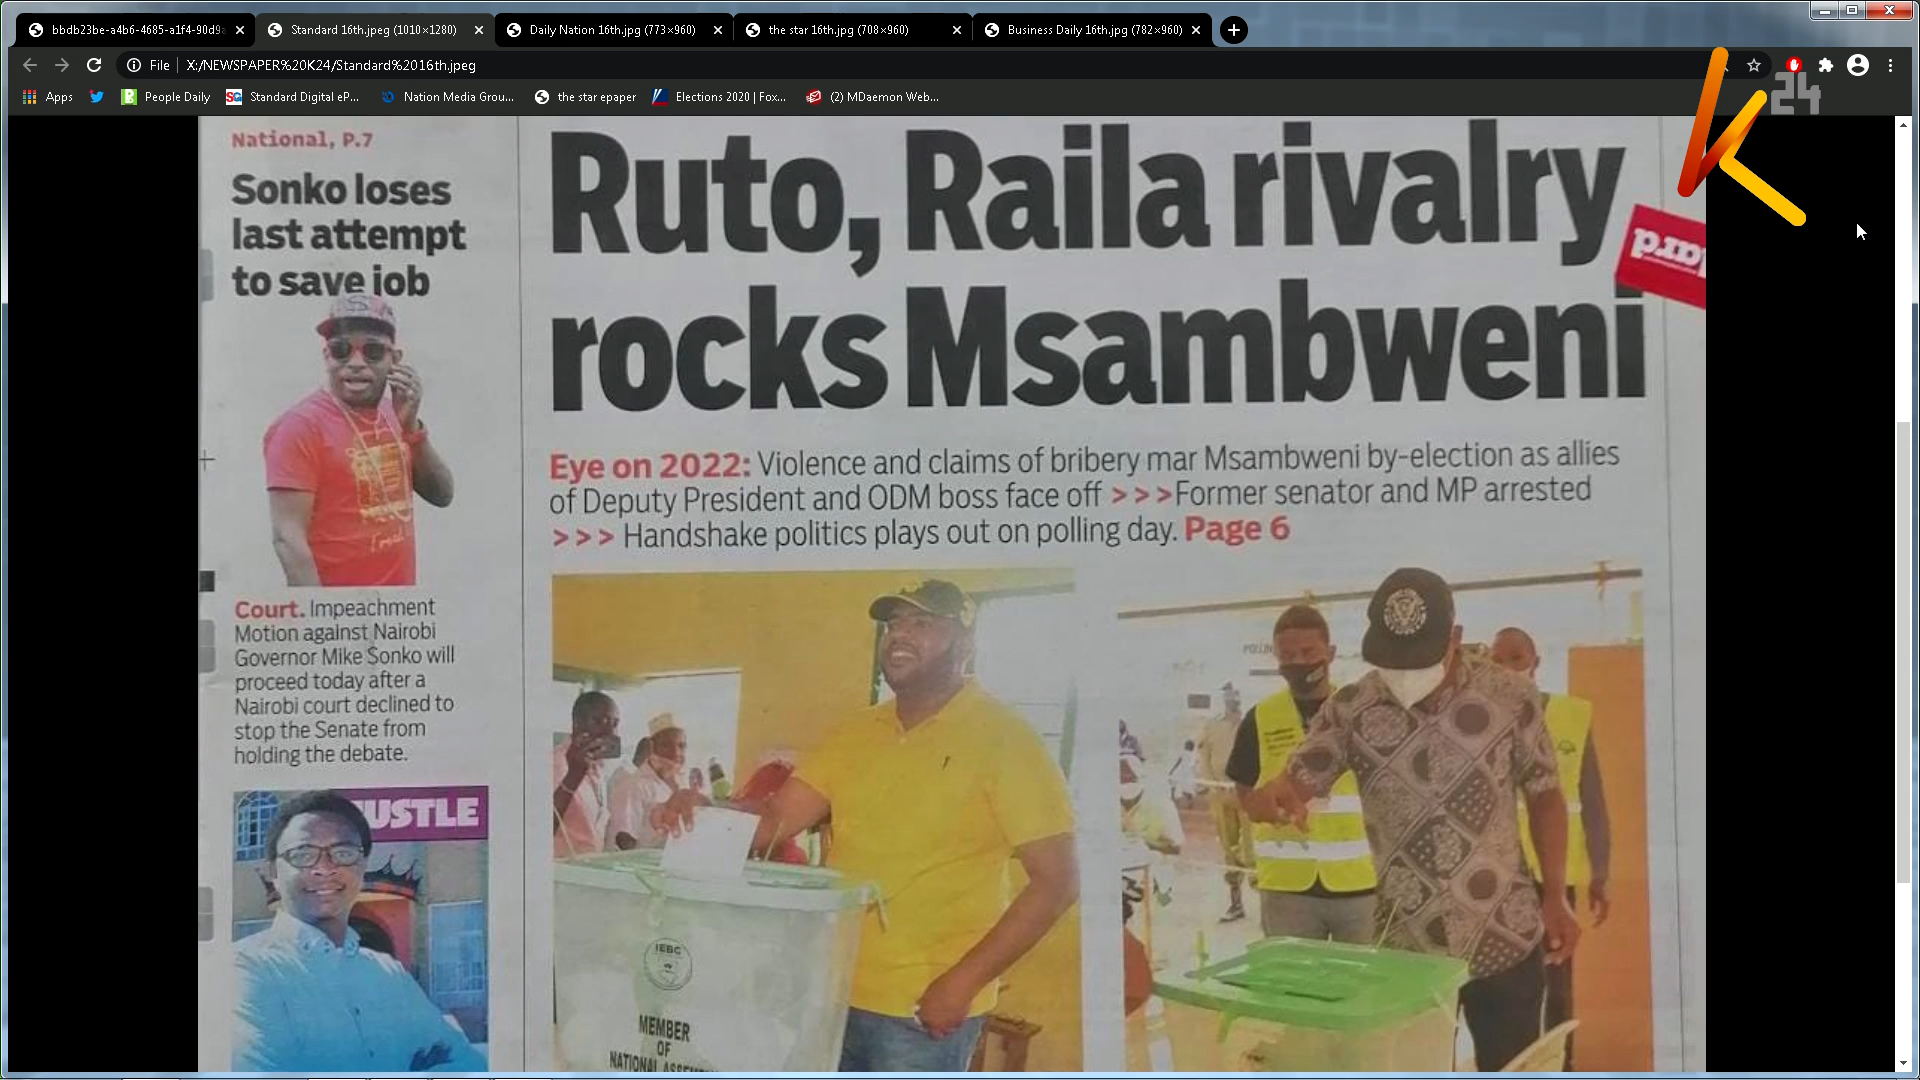 bbdb23be-a4b6-4685-a1f4-90d9
Standard 16th.jpeg (1010×1280)
Daily Nation 16th.jpg (773×960)
the star 16th.jpg (708×960)
Business Daily 16th.jpg (782×960)
File
X:/NEWSPAPER%20K24/Standard%2016th.jpeg
Apps
People Daily
SG
Standard Digital eP...
Nation Media Grou...
the star epaper
Elections 2020 | Fox...
(2) MDaemon Web...
K24
National, P.7
Sonko loses
last attempt
to save job
Court. Impeachment
Motion against Nairobi
Governor Mike Sonko will
proceed today after a
Nairobi court declined to
stop the Senate from
holding the debate.
USTLE
Ruto, Raila rivalry
rocks Msambweni
Eye on 2022: Violence and claims of bribery mar Msambweni by-election as allies
of Deputy President and ODM boss face off >>>Former senator and MP arrested
>>> Handshake politics plays out on polling day. Page 6
IEBC
MEMBER
OF
NATIONAL